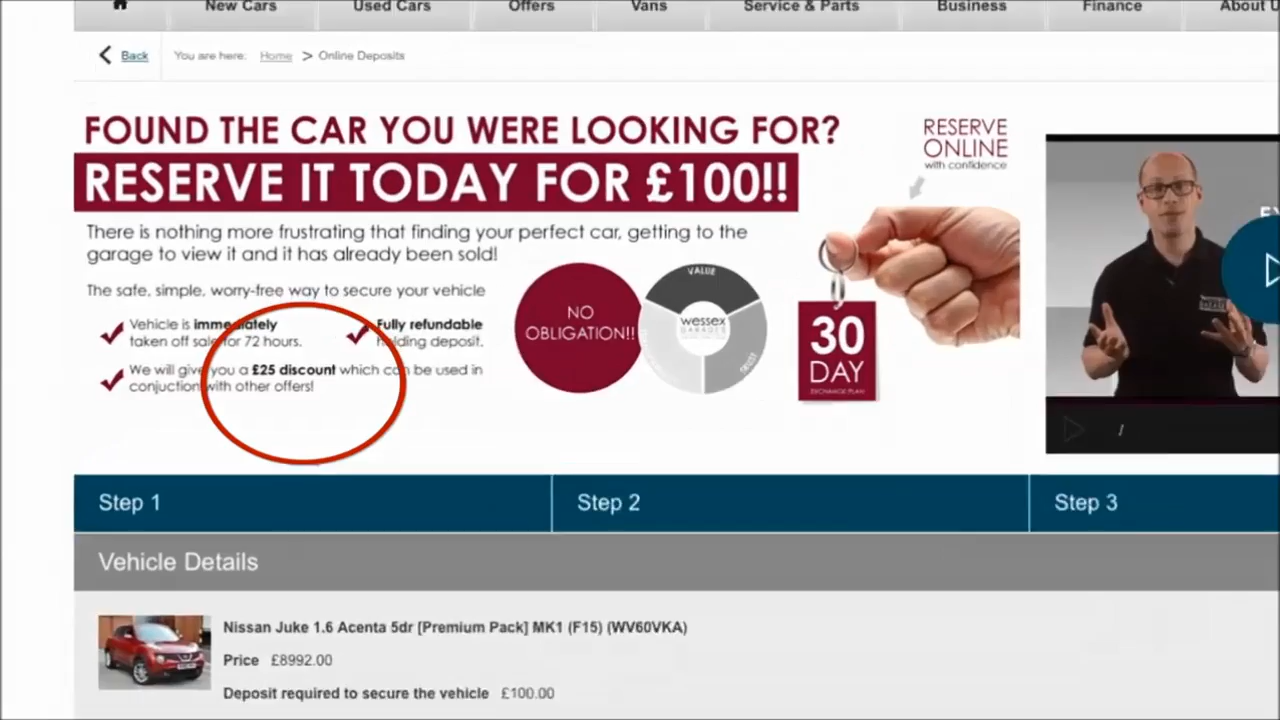 New Cars
Used Cars
Offers
Vans
Service & Parts
Business
Finance
About
Back
You are here: Home > Online Deposits
FOUND THE CAR YOU WERE LOOKING FOR?
RESERVE IT TODAY FOR £100!!
RESERVE
ONLINE
with confidence
There is nothing more frustrating that finding your perfect car, getting to the
garage to view it and it has already been sold!
The safe, simple, worry-free way to secure your vehicle
Vehicle is immediately
taken off sale for 72 hours.
Fully refundable
holding deposit.
We will give you a £25 discount which can be used in
conjuction with other offers!
NO
OBLIGATION!!
VALUE
wessex
GARAGES
TRUST
30
DAY
EXCHANGE PLAN
Step 1
Step 2
Step 3
Vehicle Details
Nissan Juke 1.6 Acenta 5dr [Premium Pack] MK1 (F15) (WV60VKA)
Price £8992.00
Deposit required to secure the vehicle £100.00